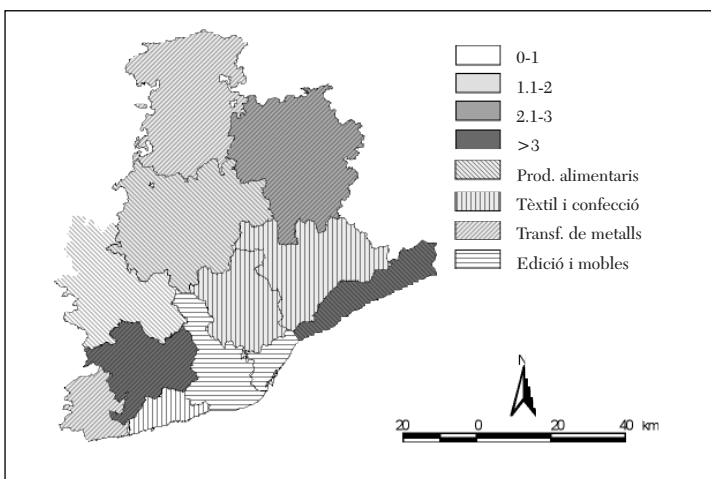 0-1
1.1-2
2.1-3
>3
Prod. alimentaris
Tèxtil i confecció
Transf. de metalls
Edició i mobles
N
20 0 20 40 km